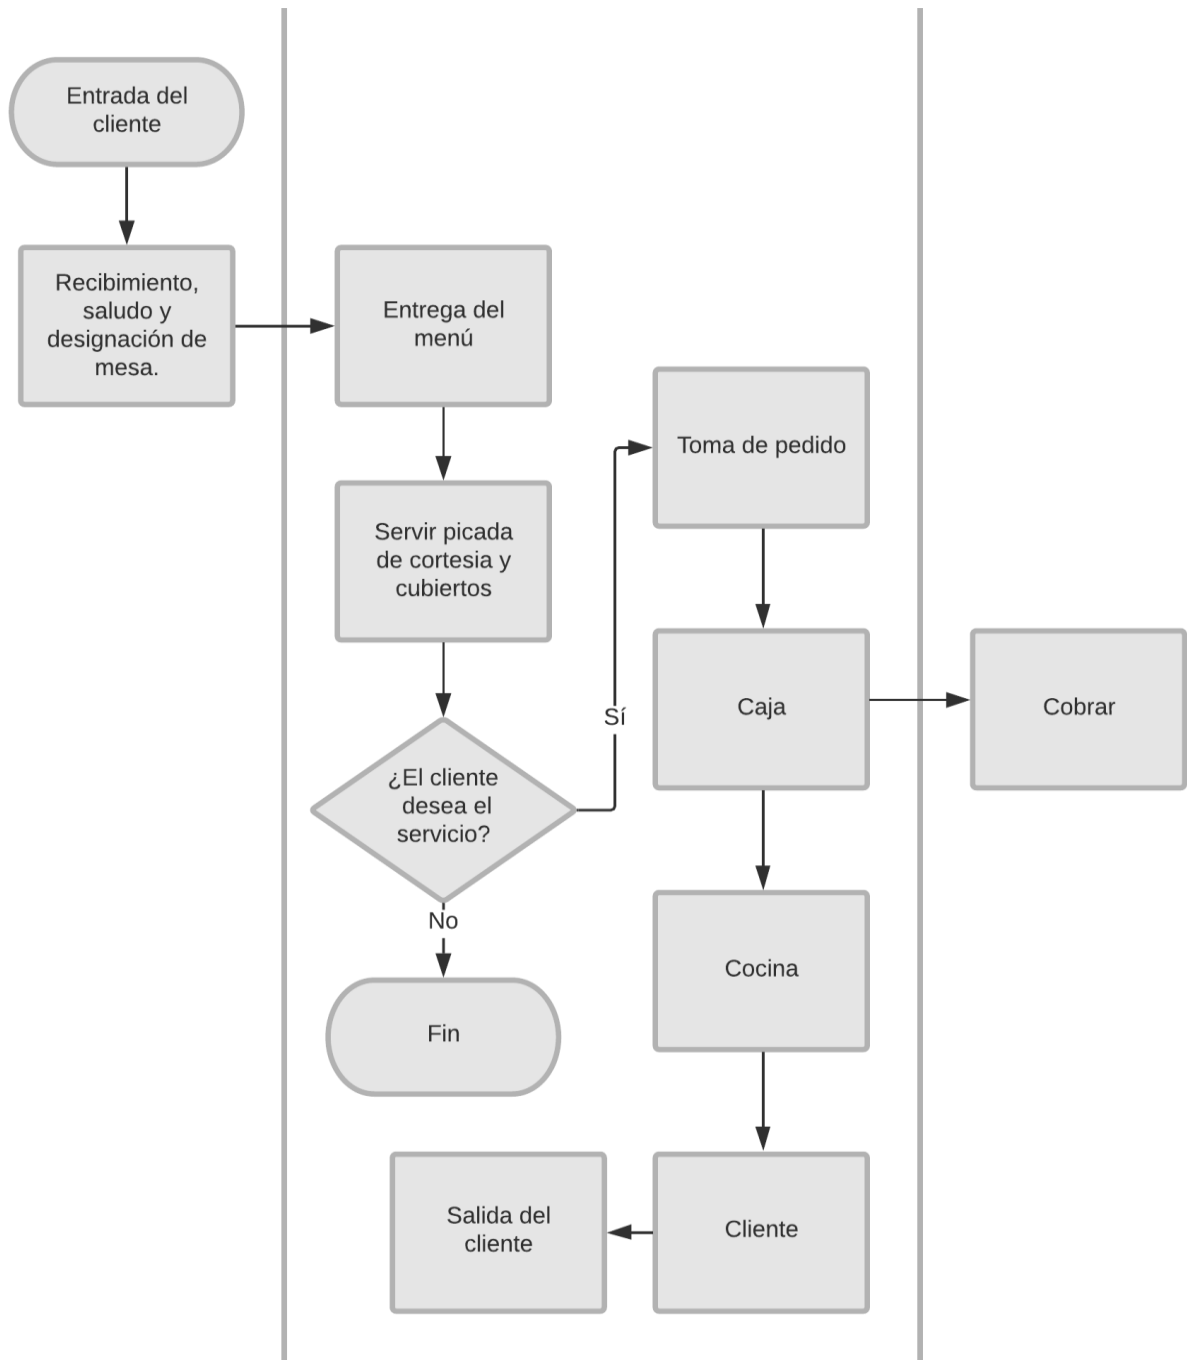 Entrada del
cliente
Recibimiento,
saludo y
designación de
mesa.
Entrega del
menú
Servir picada
de cortesia y
cubiertos
¿El cliente
desea el
servicio?
No
Fin
Sí
Toma de pedido
Caja
Cobrar
Cocina
Cliente
Salida del
cliente